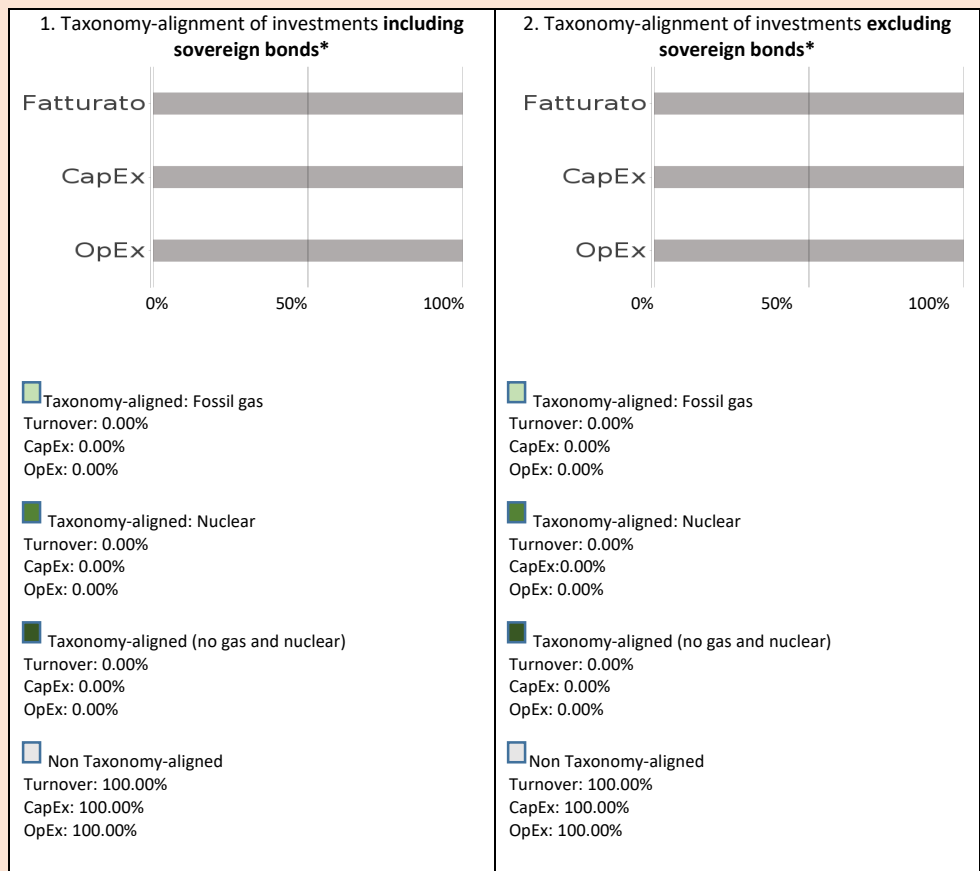 1. Taxonomy-alignment of investments including
sovereign bonds*
Fatturato
CapEx
OpEx
0% 50% 100%
Taxonomy-aligned: Fossil gas
Turnover: 0.00%
CapEx: 0.00%
OpEx: 0.00%
Taxonomy-aligned: Nuclear
Turnover: 0.00%
CapEx: 0.00%
OpEx: 0.00%
Taxonomy-aligned (no gas and nuclear)
Turnover: 0.00%
CapEx: 0.00%
OpEx: 0.00%
Non Taxonomy-aligned
Turnover: 100.00%
CapEx: 100.00%
OpEx: 100.00%
2. Taxonomy-alignment of investments excluding
sovereign bonds*
Fatturato
CapEx
OpEx
0% 50% 100%
Taxonomy-aligned: Fossil gas
Turnover: 0.00%
CapEx: 0.00%
OpEx: 0.00%
Taxonomy-aligned: Nuclear
Turnover: 0.00%
CapEx:0.00%
OpEx: 0.00%
Taxonomy-aligned (no gas and nuclear)
Turnover: 0.00%
CapEx: 0.00%
OpEx: 0.00%
Non Taxonomy-aligned
Turnover: 100.00%
CapEx: 100.00%
OpEx: 100.00%